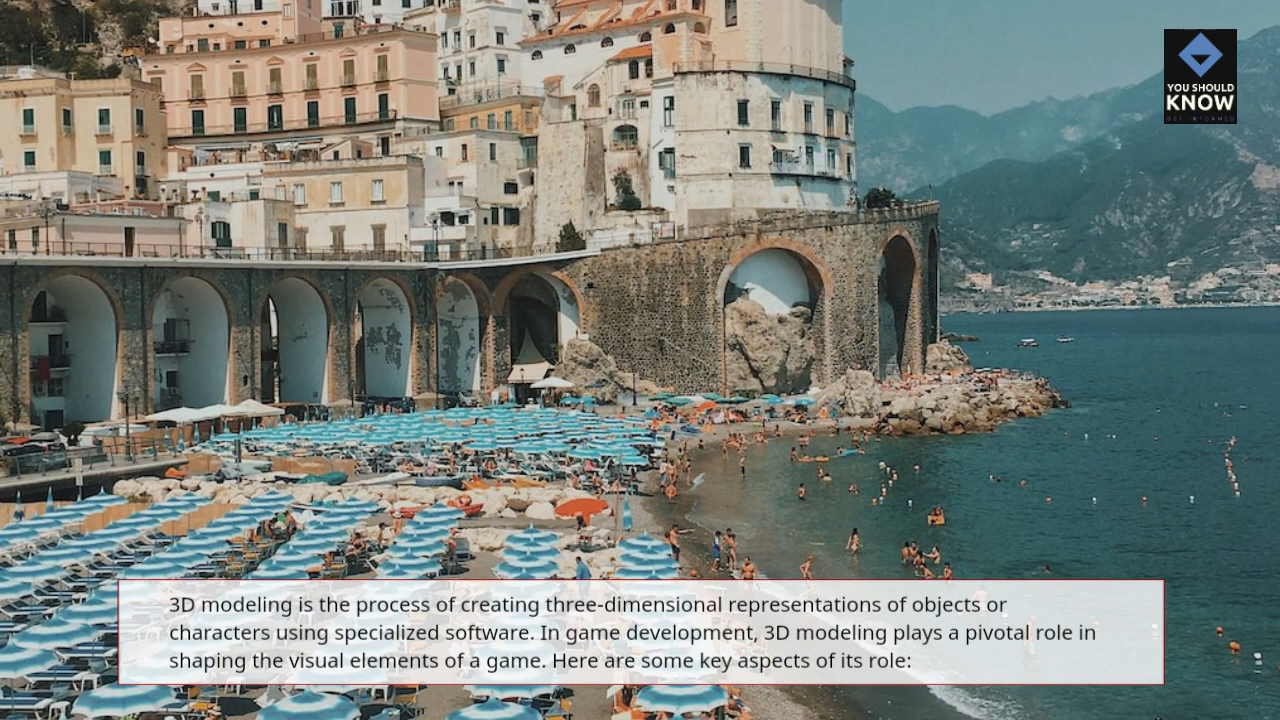 YOU SHOULD
KNOW
GET INFORMED
3D modeling is the process of creating three-dimensional representations of objects or
characters using specialized software. In game development, 3D modeling plays a pivotal role in
shaping the visual elements of a game. Here are some key aspects of its role: